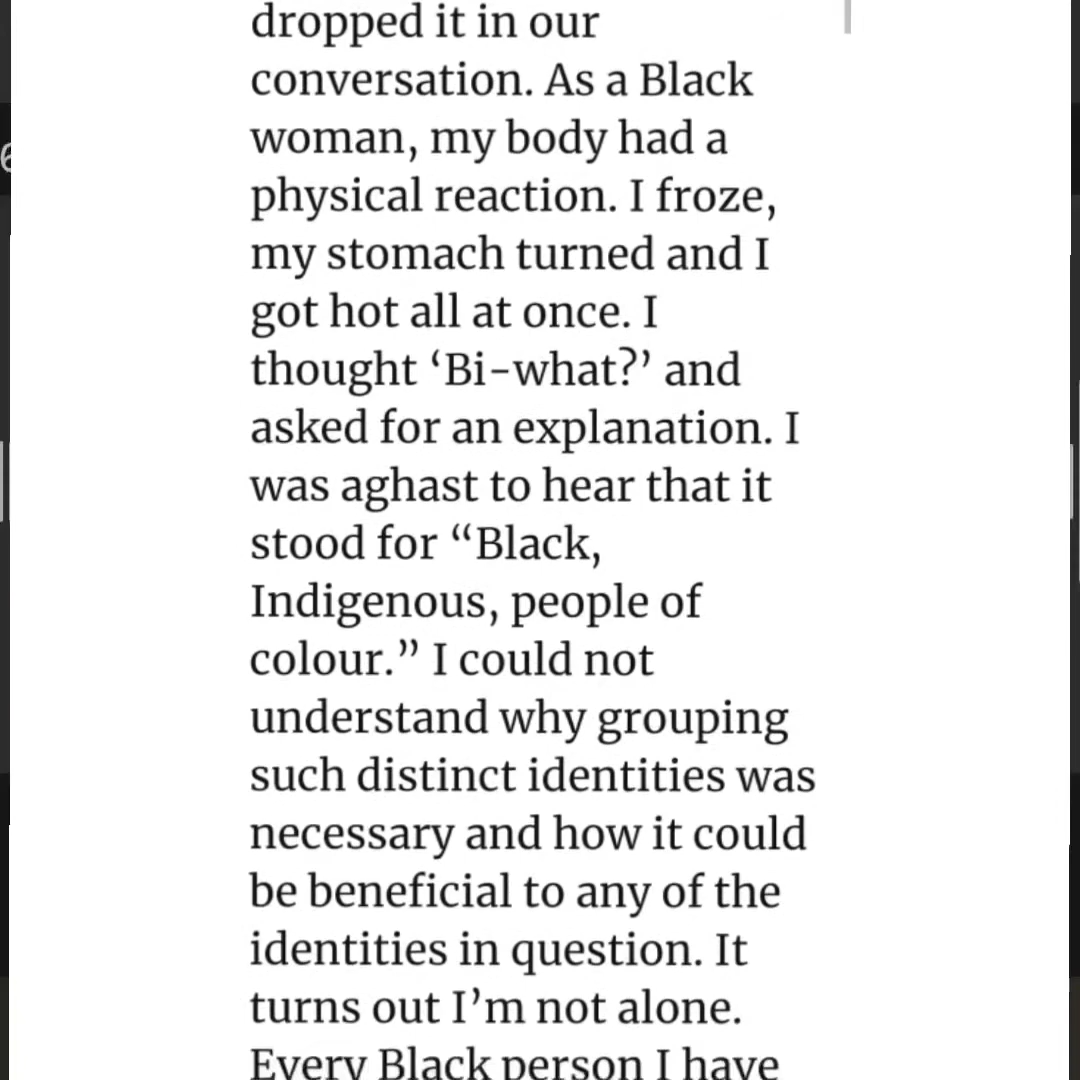 dropped it in our
conversation. As a Black
woman, my body had a
physical reaction. I froze,
my stomach turned and I
got hot all at once. I
thought ‘Bi-what?’ and
asked for an explanation. I
was aghast to hear that it
stood for “Black,
Indigenous, people of
colour.” I could not
understand why grouping
such distinct identities was
necessary and how it could
be beneficial to any of the
identities in question. It
turns out I’m not alone.
Every Black person I have